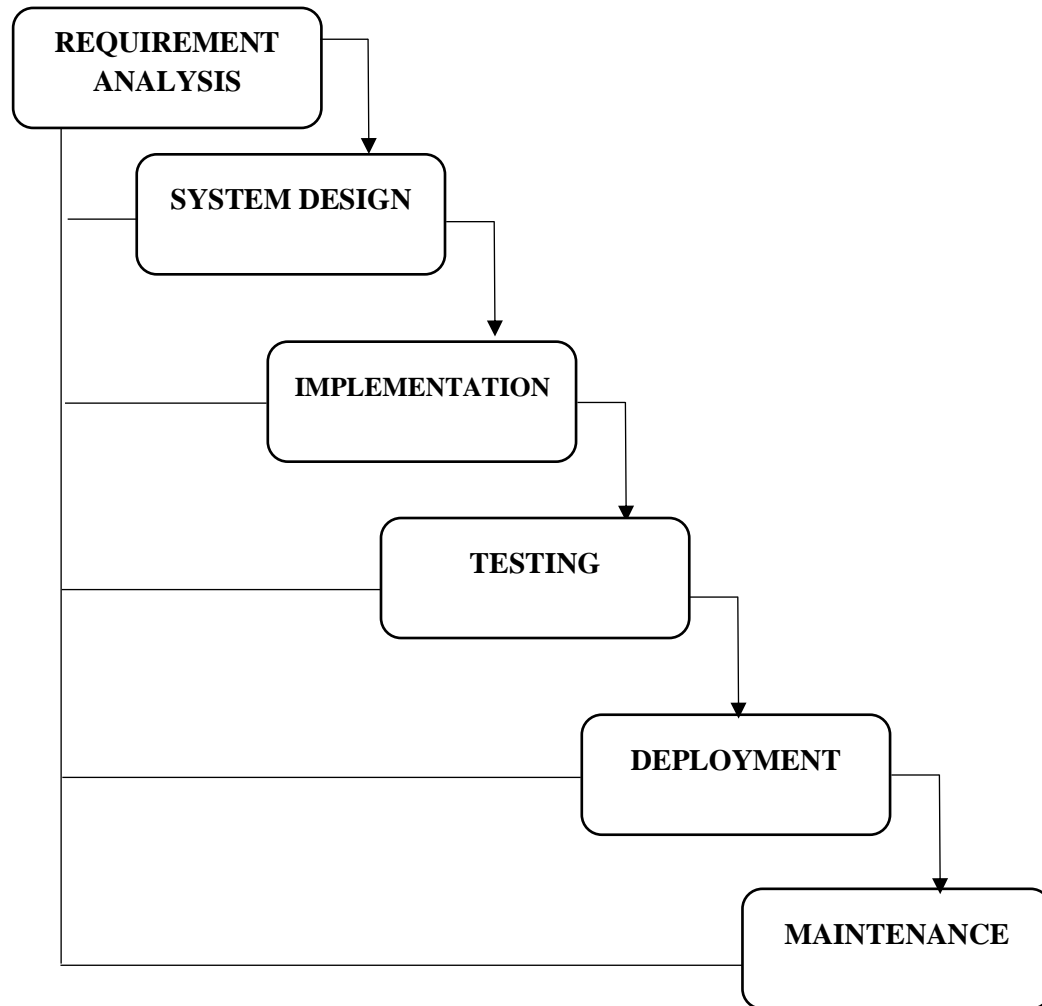 REQUIREMENT
ANALYSIS
SYSTEM DESIGN
IMPLEMENTATION
TESTING
DEPLOYMENT
MAINTENANCE